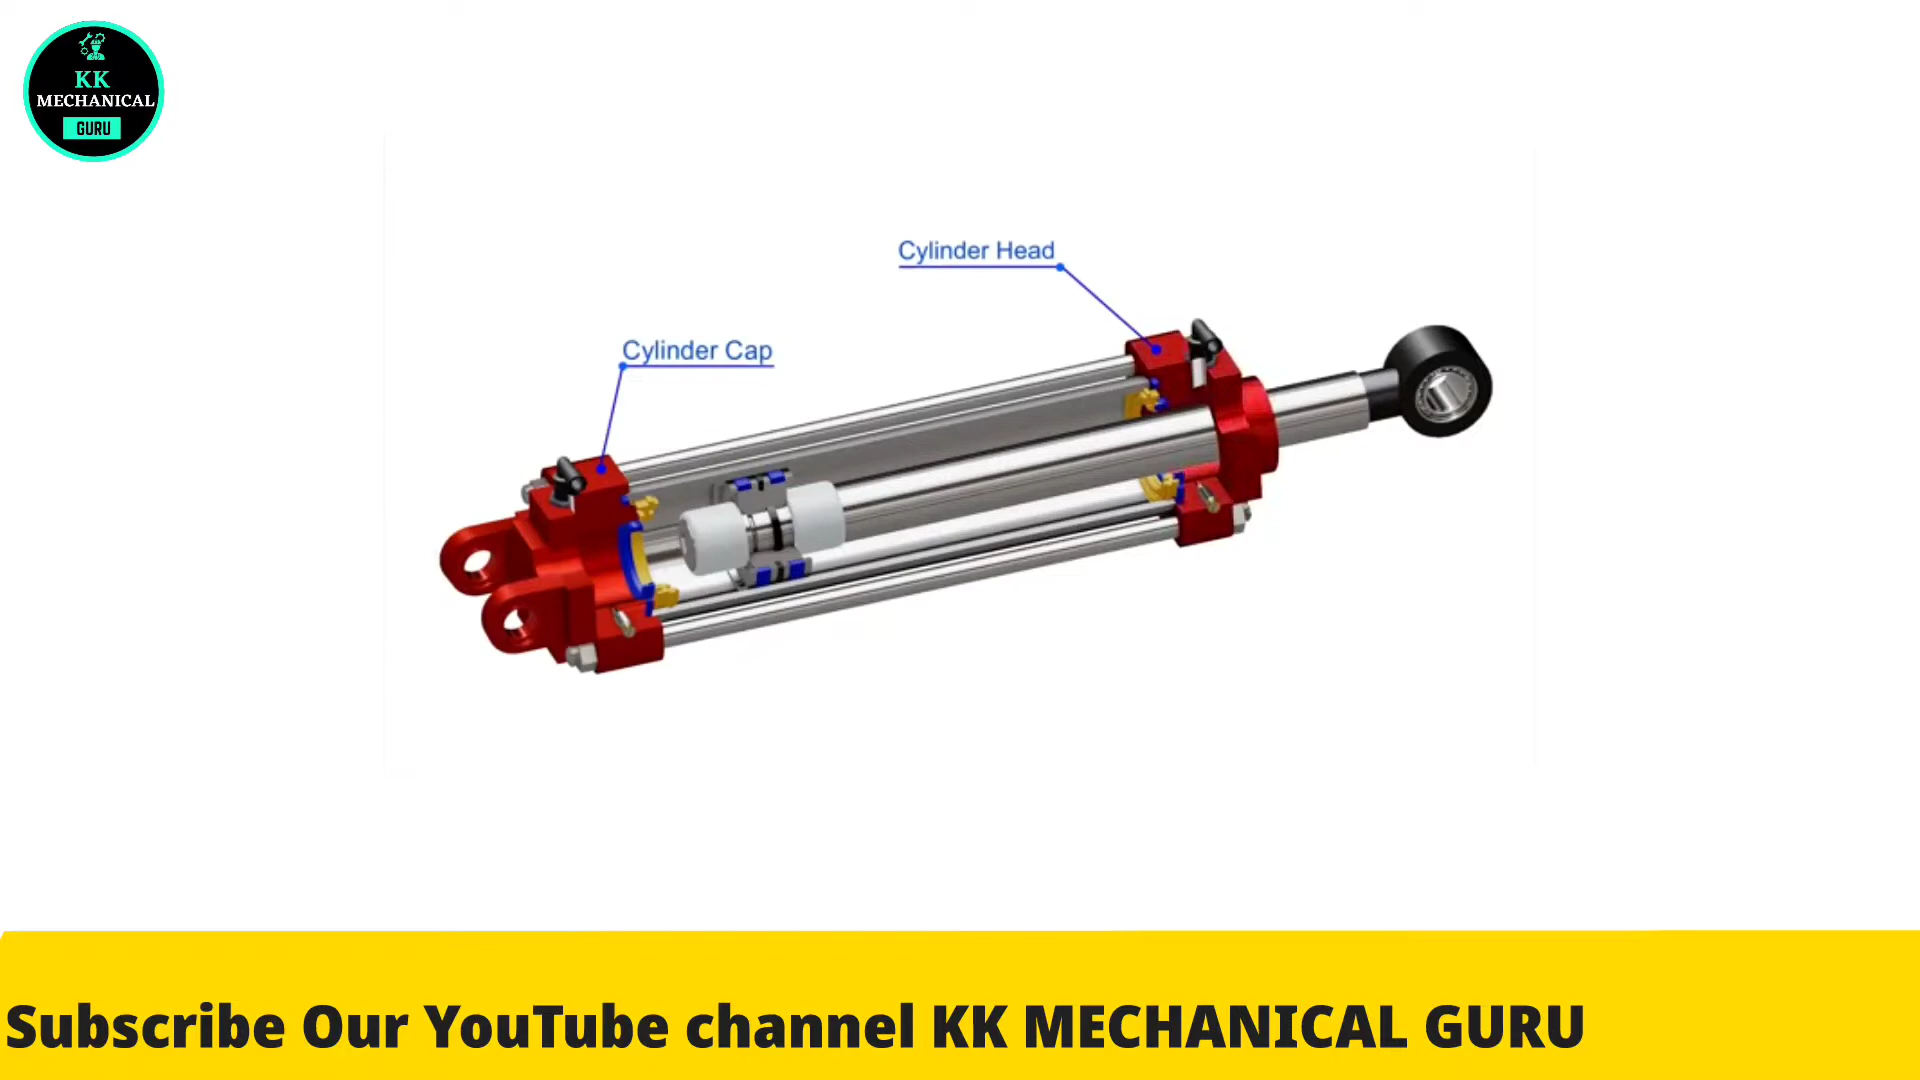 KK
MECHANICAL
GURU
Cylinder Head
Cylinder Cap
Subscribe Our YouTube channel KK MECHANICAL GURU